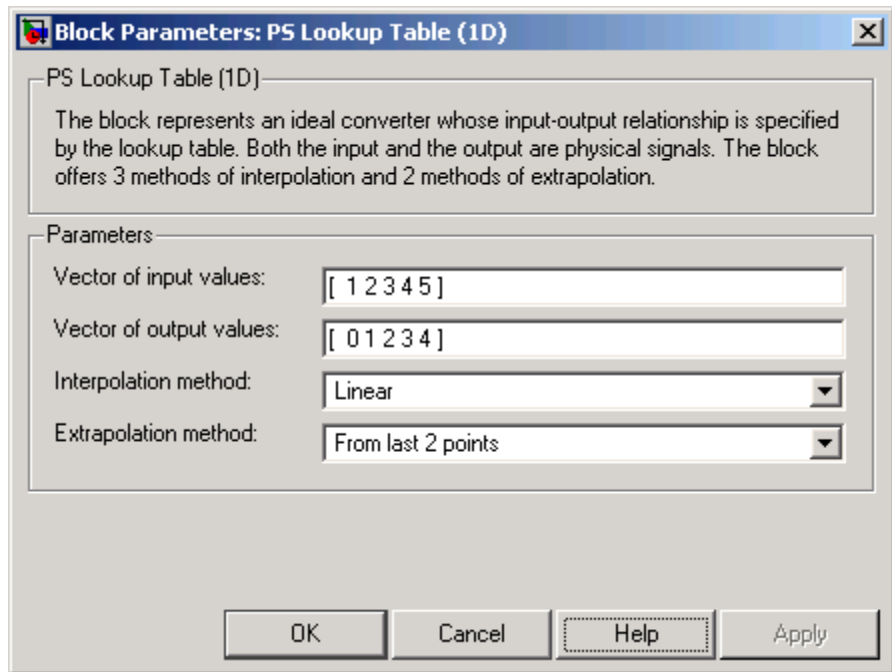 Block Parameters: PS Lookup Table (1D)
PS Lookup Table (1D)
The block represents an ideal converter whose input-output relationship is specified
by the lookup table. Both the input and the output are physical signals. The block
offers 3 methods of interpolation and 2 methods of extrapolation.
Parameters
Vector of input values: [ 1 2 3 4 5 ]
Vector of output values: [ 0 1 2 3 4 ]
Interpolation method: Linear
Extrapolation method: From last 2 points
OK Cancel Help Apply